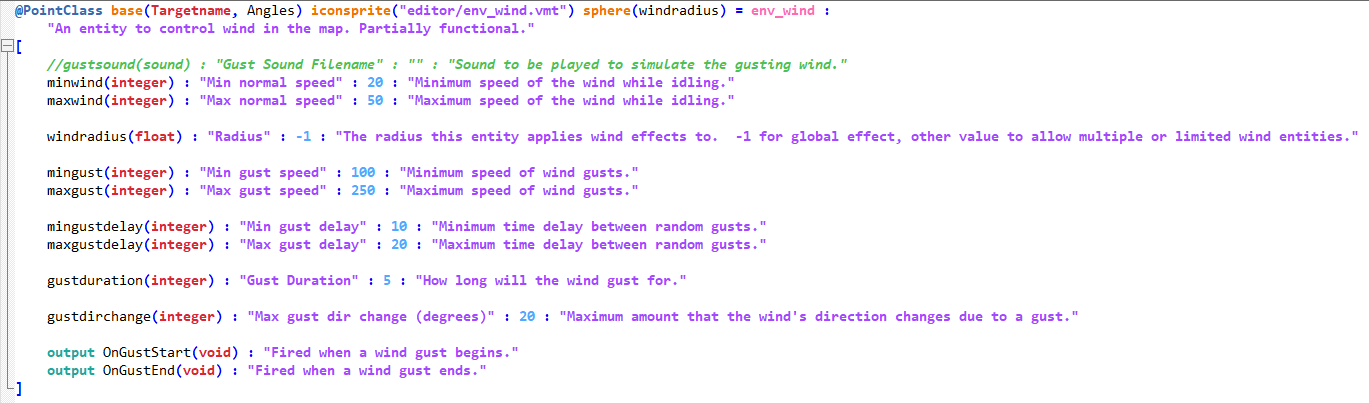 @PointClass base(Targetname, Angles) iconsprite("editor/env_wind.vmt") sphere(windradius) = env_wind :
"An entity to control wind in the map. Partially functional."
[
//gustsound(sound) : "Gust Sound Filename" : "" : "Sound to be played to simulate the gusting wind."
minwind(integer) : "Min normal speed" : 20 : "Minimum speed of the wind while idling."
maxwind(integer) : "Max normal speed" : 50 : "Maximum speed of the wind while idling."
windradius(float) : "Radius" : -1 : "The radius this entity applies wind effects to.  -1 for global effect, other value to allow multiple or limited wind entities."
mingust(integer) : "Min gust speed" : 100 : "Minimum speed of wind gusts."
maxgust(integer) : "Max gust speed" : 250 : "Maximum speed of wind gusts."
mingustdelay(integer) : "Min gust delay" : 10 : "Minimum time delay between random gusts."
maxgustdelay(integer) : "Max gust delay" : 20 : "Maximum time delay between random gusts."
gustduration(integer) : "Gust Duration" : 5 : "How long will the wind gust for."
gustdirchange(integer) : "Max gust dir change (degrees)" : 20 : "Maximum amount that the wind's direction changes due to a gust."
output OnGustStart(void) : "Fired when a wind gust begins."
output OnGustEnd(void) : "Fired when a wind gust ends."
]